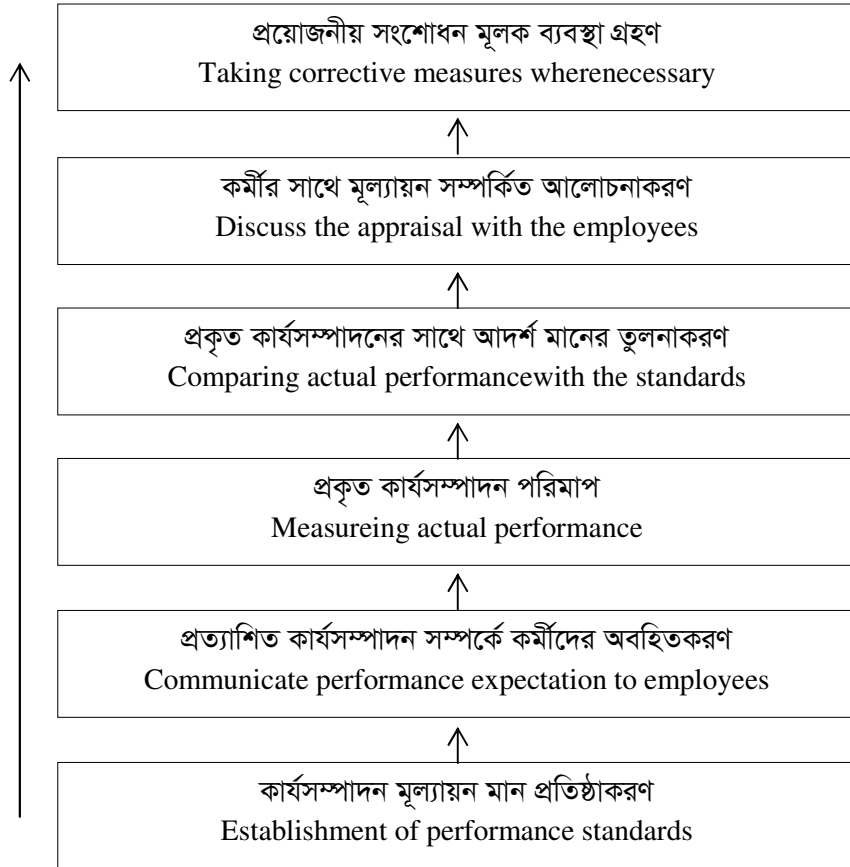 প্রয়োজনীয় সংশোধন মূলক ব্যবস্থা গ্রহণ
Taking corrective measures wherenecessary
কর্মীর সাথে মূল্যায়ন সম্পর্কিত আলোচনাকরণ
Discuss the appraisal with the employees
প্রকৃত কার্যসম্পাদনের সাথে আদর্শ মানের তুলনাকরণ
Comparing actual performancewith the standards
প্রকৃত কার্যসম্পাদন পরিমাপ
Measureing actual performance
প্রত্যাশিত কার্যসম্পাদন সম্পর্কে কর্মীদের অবহিতকরণ
Communicate performance expectation to employees
কার্যসম্পাদন মূল্যায়ন মান প্রতিষ্ঠাকরণ
Establishment of performance standards